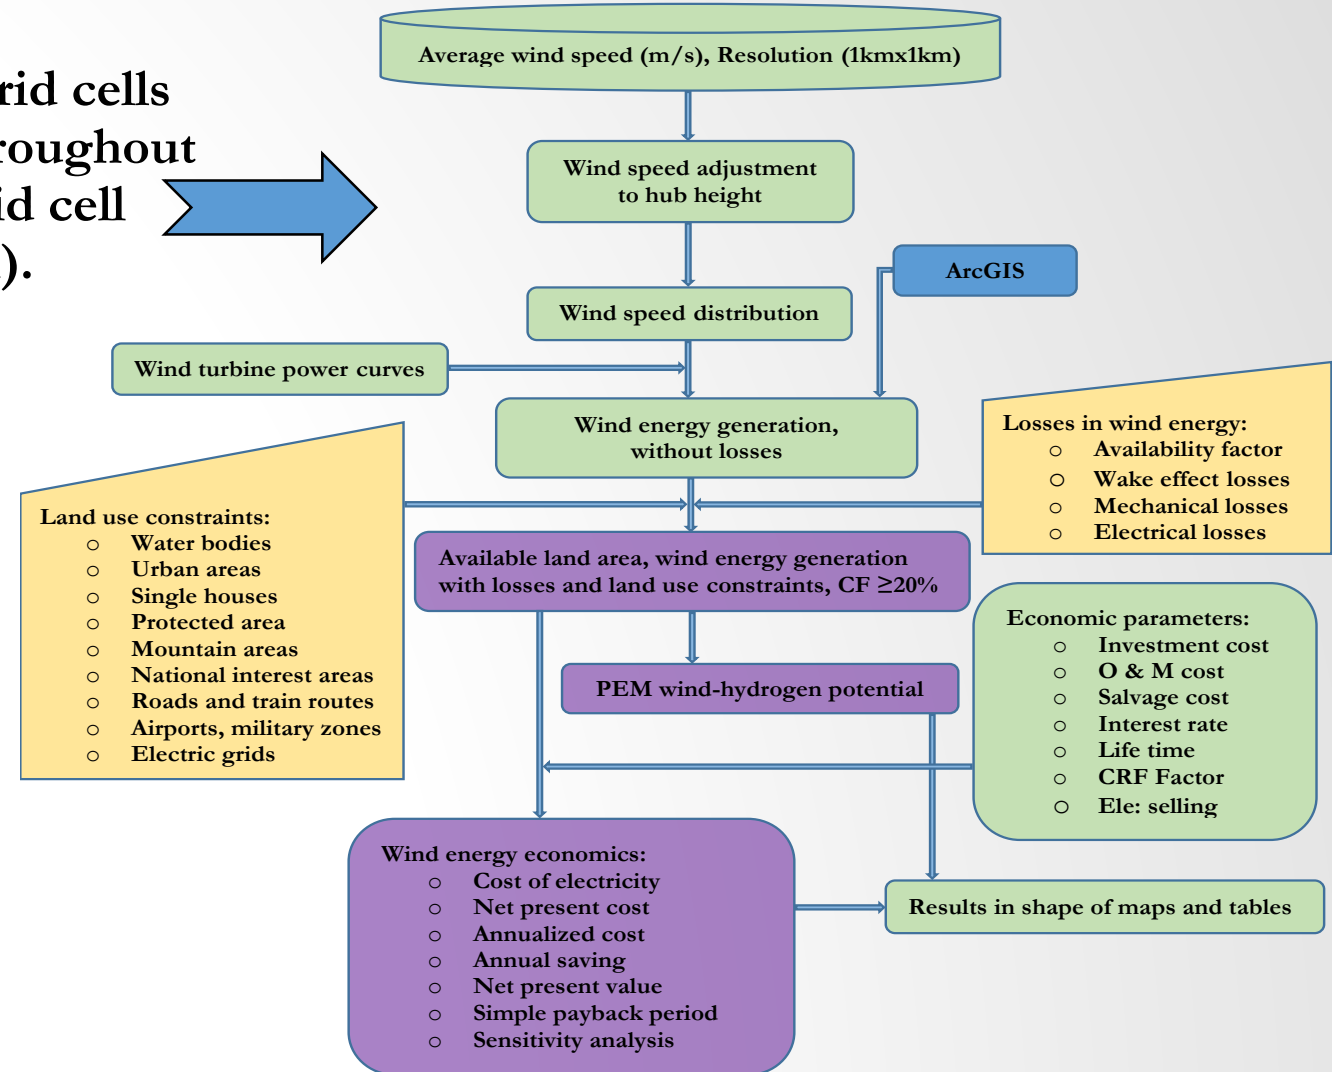 Average wind speed (m/s), Resolution (1kmx1km)
rid cells
roughout
id cell
).
Wind speed adjustment
to hub height
ArcGIS
Wind speed distribution
Wind turbine power curves
Wind energy generation,
without losses
Losses in wind energy:
o Availability factor
o Wake effect losses
o Mechanical losses
o Electrical losses
Land use constraints:
o Water bodies
o Urban areas
o Single houses
o Protected area
o Mountain areas
o National interest areas
o Roads and train routes
o Airports, military zones
o Electric grids
Available land area, wind energy generation
with losses and land use constraints, CF ≥20%
PEM wind-hydrogen potential
Economic parameters:
o Investment cost
o O & M cost
o Salvage cost
o Interest rate
o Life time
o CRF Factor
o Ele: selling
Wind energy economics:
o Cost of electricity
o Net present cost
o Annualized cost
o Annual saving
o Net present value
o Simple payback period
o Sensitivity analysis
Results in shape of maps and tables